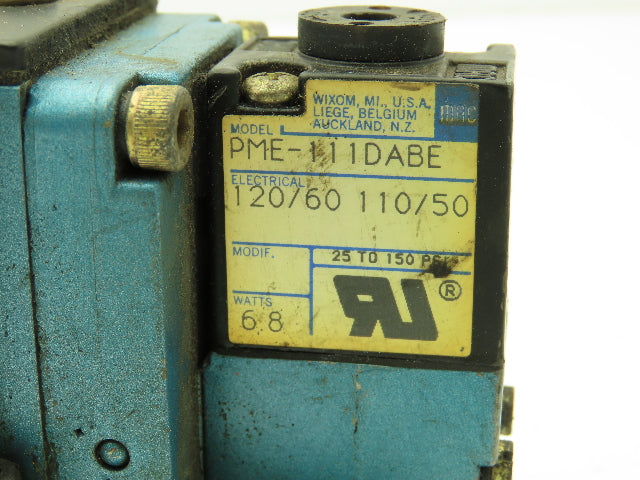 WIXOM, MI., U.S.A.
LIEGE, BELGIUM
AUCKLAND, N.Z.
mac
MODEL
PME-111DABE
ELECTRICAL
120/60 110/50
MODIF.
25 TO 150 PSI
WATTS
6.8
RU ®